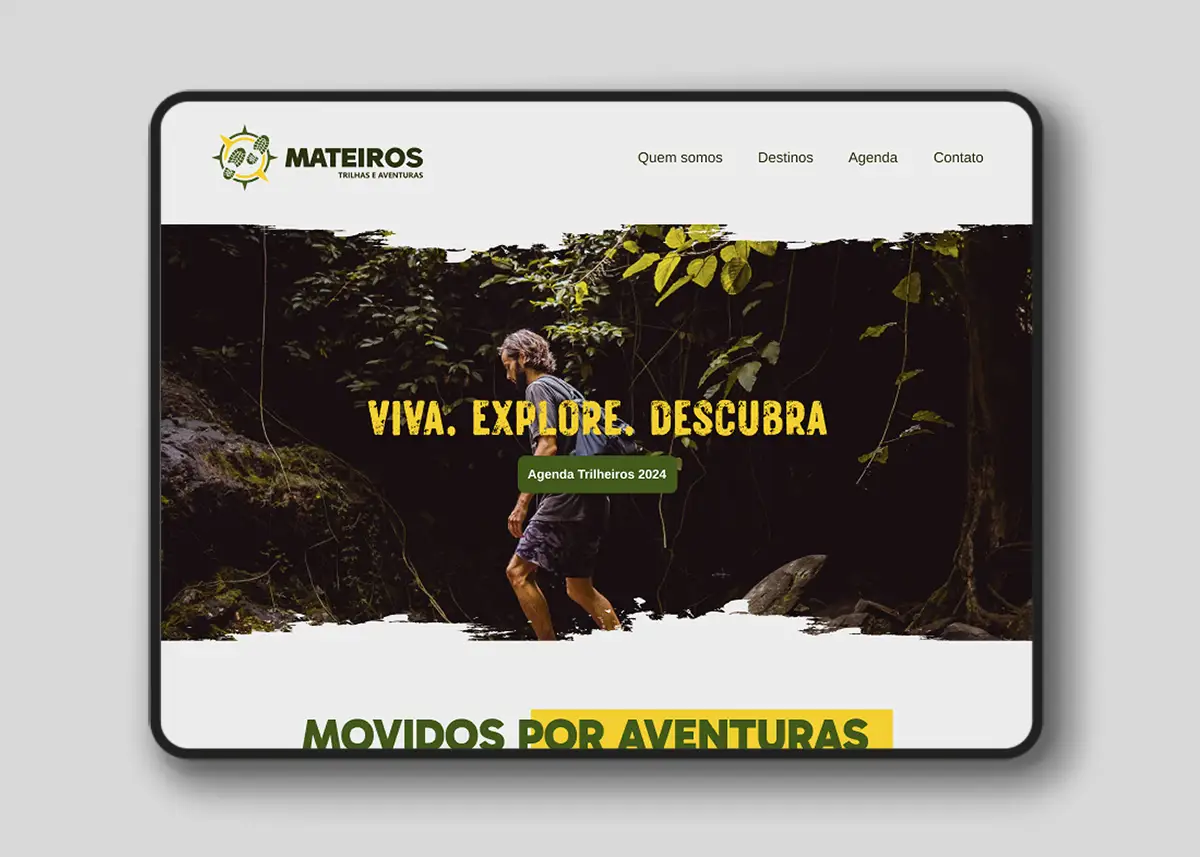 MATEIROS
TRILHAS E AVENTURAS
Quem somos Destinos Agenda Contato
VIVA. EXPLORE. DESCUBRA
Agenda Trilheiros 2024
MOVIDOS POR AVENTURAS